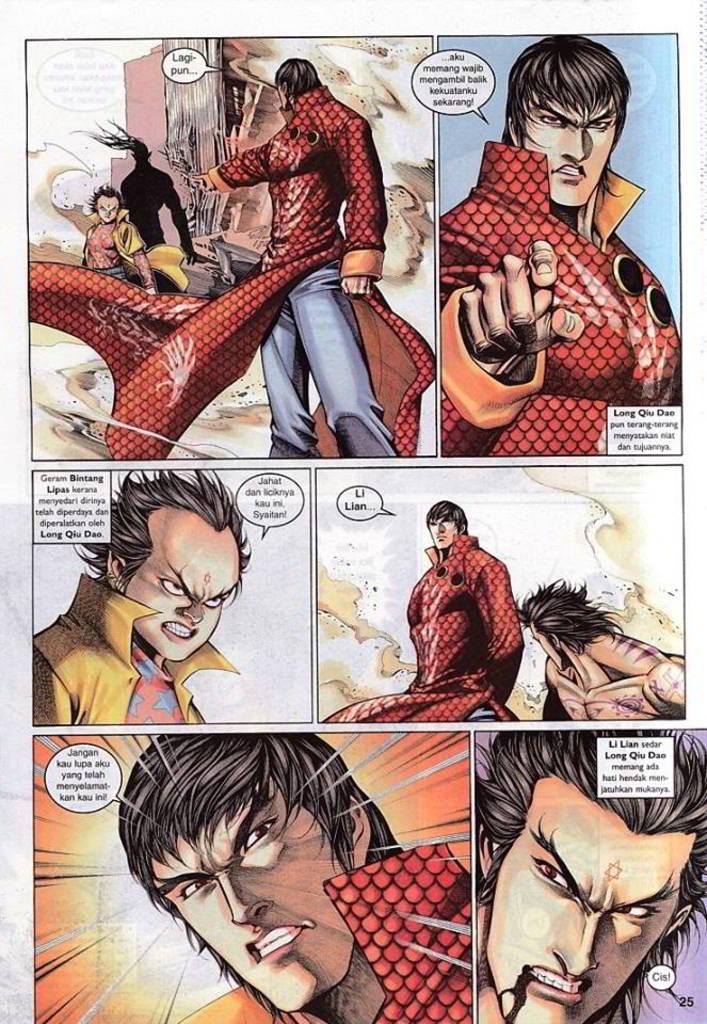 Lagi-
pun...
...aku
memang wajib
mengambil balik
kekuatanku
sekarang!
Long Qiu Dao
pun terang-terang
menyatakan niat
dan tujuannya.
Geram Bintang
Lipas kerana
menyedari dirinya
telah diperdaya dan
diperalatkan oleh
Long Qiu Dao.
Jahat
dan liciknya
kau ini,
Syaitan!
Li
Lian...
Jangan
kau lupa aku
yang telah
menyelamat-
kan kau ini!
Li Lian sedar
Long Qiu Dao
memang ada
hati hendak men-
jatuhkan mukanya.
Cis!
25